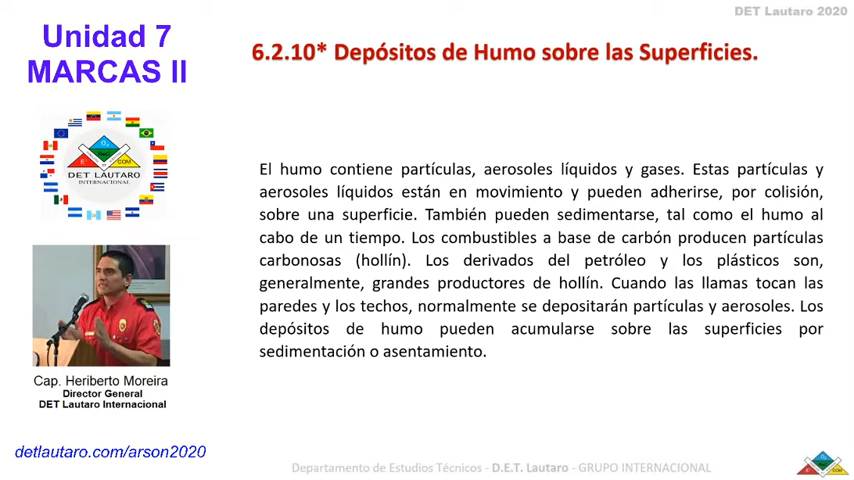 DET Lautaro 2020
Unidad 7
MARCAS II
6.2.10* Depósitos de Humo sobre las Superficies.
DET LAUTARO
INTERNACIONAL
El humo contiene partículas, aerosoles líquidos y gases. Estas partículas y
aerosoles líquidos están en movimiento y pueden adherirse, por colisión,
sobre una superficie. También pueden sedimentarse, tal como el humo al
cabo de un tiempo. Los combustibles a base de carbón producen partículas
carbonosas (hollín). Los derivados del petróleo y los plásticos son,
generalmente, grandes productores de hollín. Cuando las llamas tocan las
paredes y los techos, normalmente se depositarán partículas y aerosoles. Los
depósitos de humo pueden acumularse sobre las superficies por
sedimentación o asentamiento.
Cap. Heriberto Moreira
Director General
DET Lautaro Internacional
detlautaro.com/arson2020
Departamento de Estudios Técnicos - D.E.T. Lautaro - GRUPO INTERNACIONAL